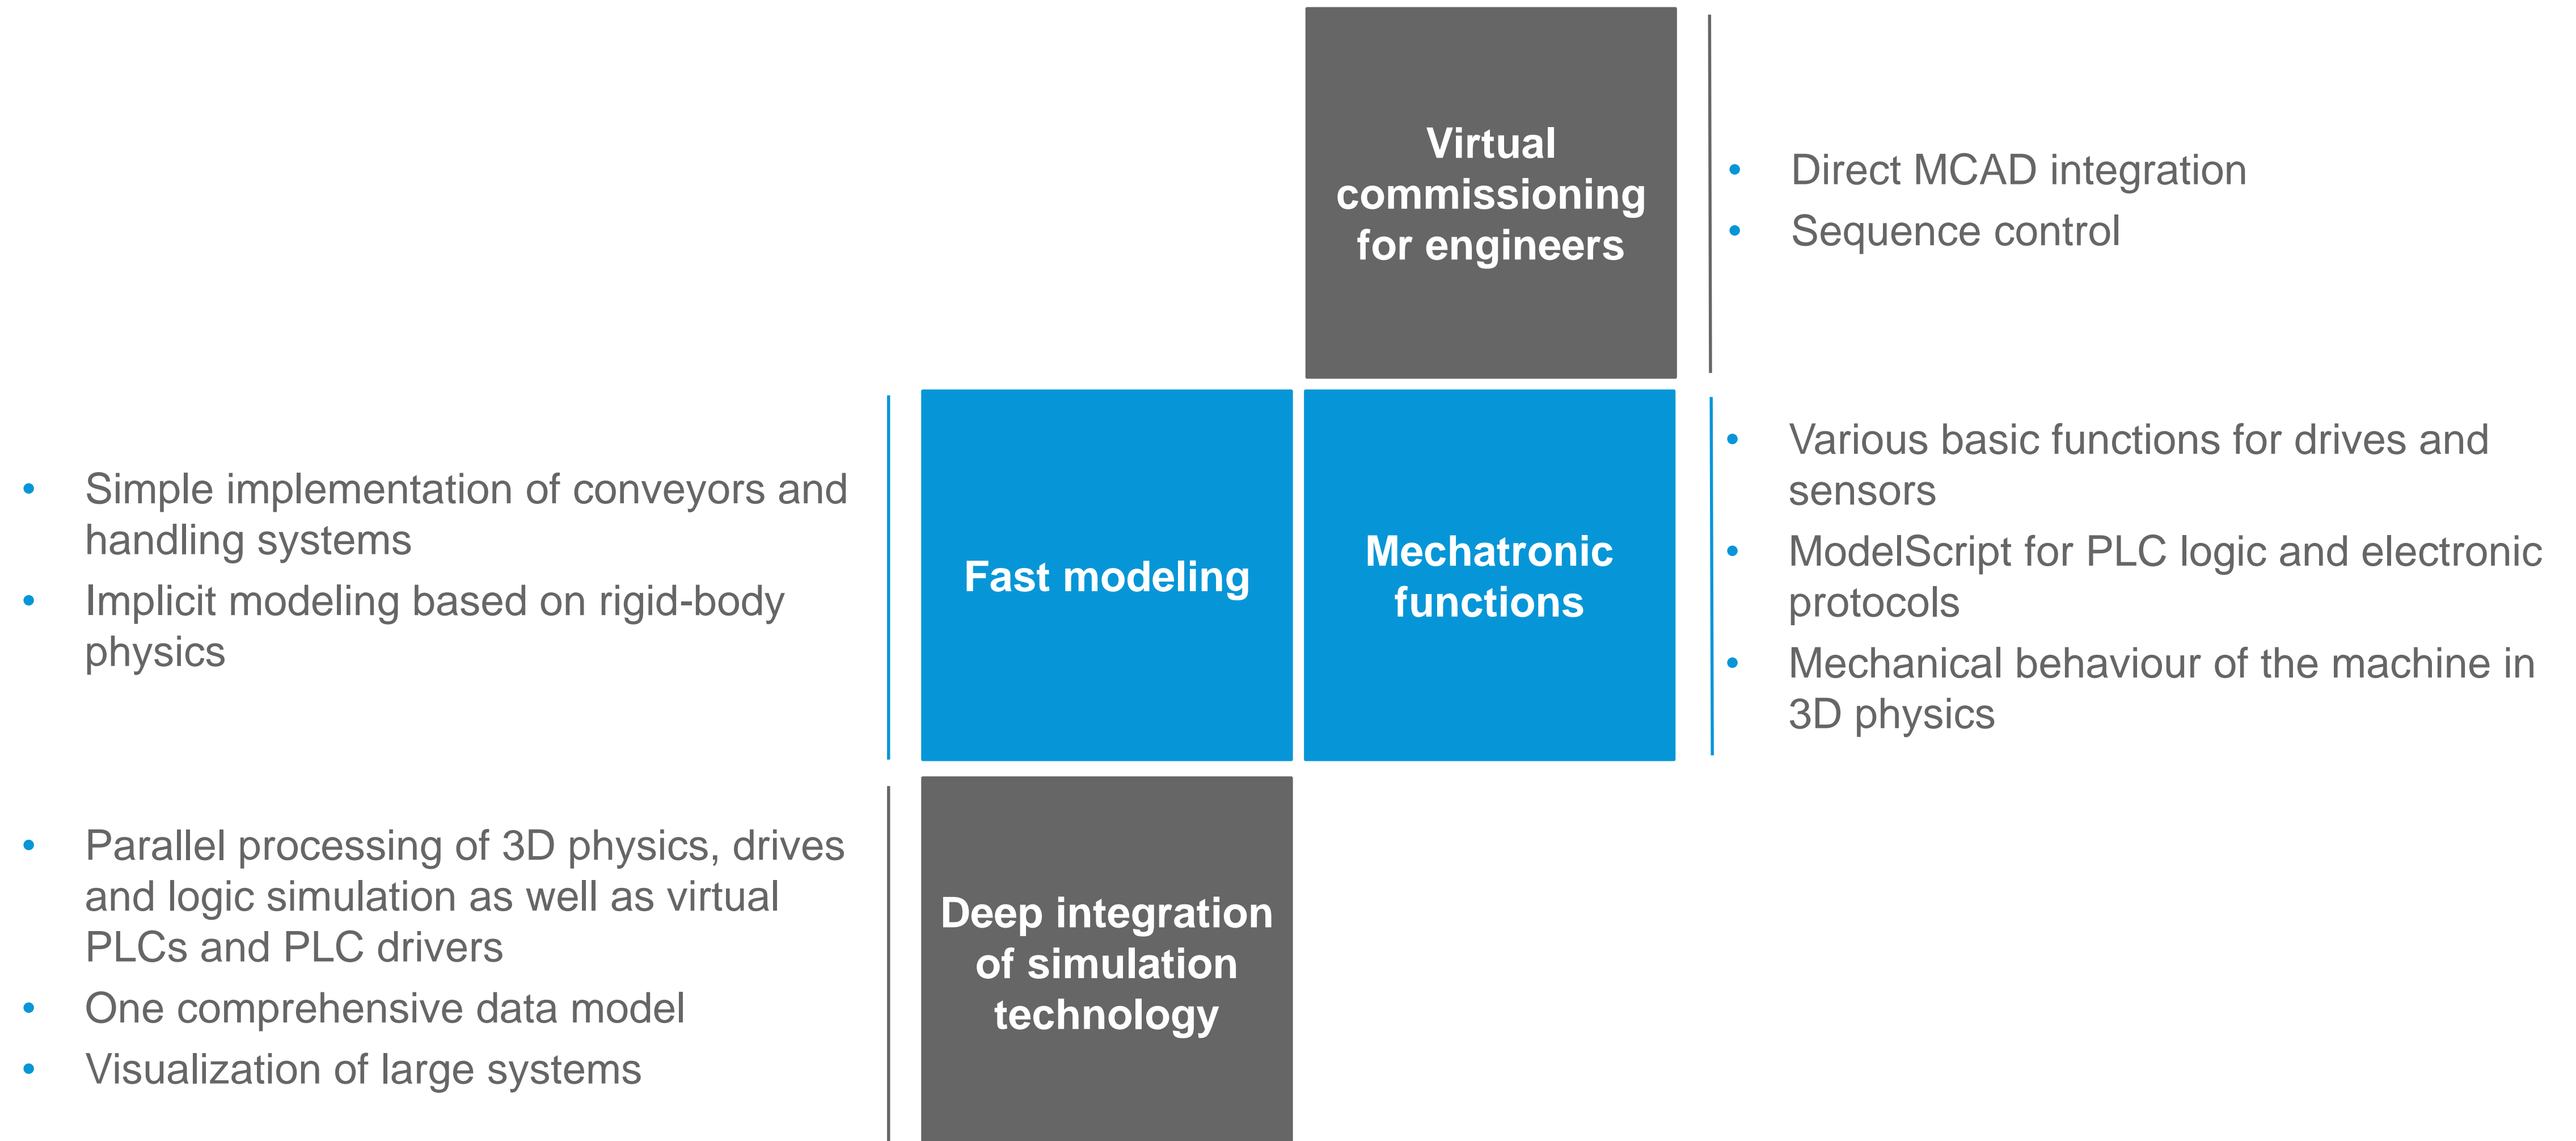 Virtual
commissioning
for engineers
• Direct MCAD integration
• Sequence control
• Simple implementation of conveyors and
handling systems
• Implicit modeling based on rigid-body
physics
Fast modeling
Mechatronic
functions
• Various basic functions for drives and
sensors
• ModelScript for PLC logic and electronic
protocols
• Mechanical behaviour of the machine in
3D physics
• Parallel processing of 3D physics, drives
and logic simulation as well as virtual
PLCs and PLC drivers
• One comprehensive data model
• Visualization of large systems
Deep integration
of simulation
technology